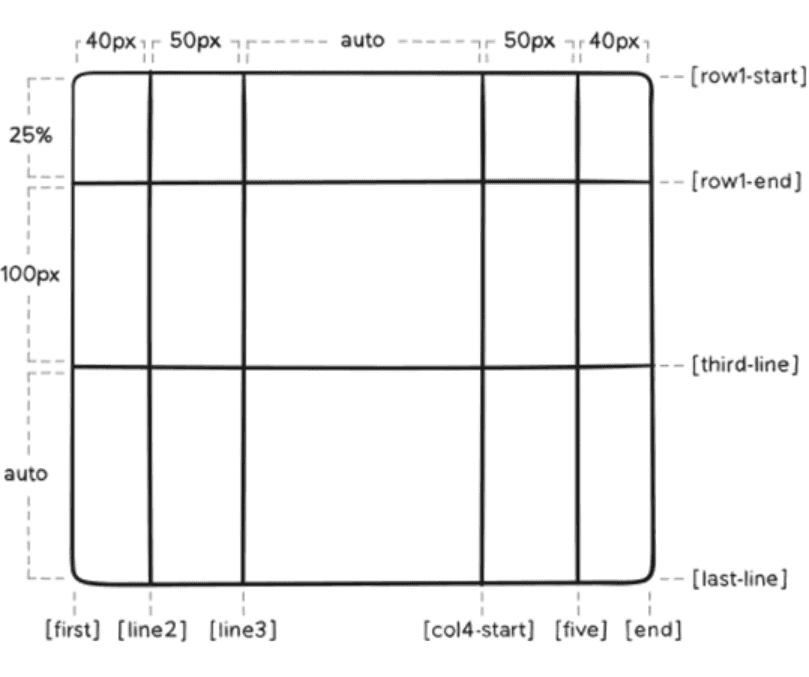 40px 50px auto 50px 40px
[row1-start]
25%
[row1-end]
100px
[third-line]
auto
[last-line]
[first] [line2] [line3] [col4-start] [five] [end]